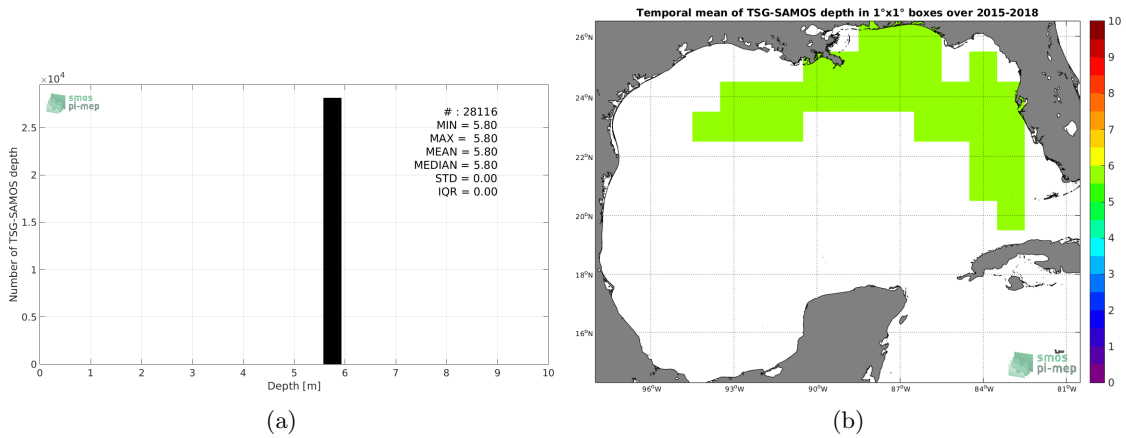 ×10⁴
smos
pi-mep
# : 28116
MIN = 5.80
MAX = 5.80
MEAN = 5.80
MEDIAN = 5.80
STD = 0.00
IQR = 0.00
Number of TSG-SAMOS depth
2.5
2
1.5
1
0.5
0
0 1 2 3 4 5 6 7 8 9 10
Depth [m]
(a)
Temporal mean of TSG-SAMOS depth in 1°x1° boxes over 2015-2018
26°N
24°N
22°N
20°N
18°N
16°N
96°W 93°W 90°W 87°W 84°W 81°W
smos
pi-mep
10
9
8
7
6
5
4
3
2
1
0
(b)